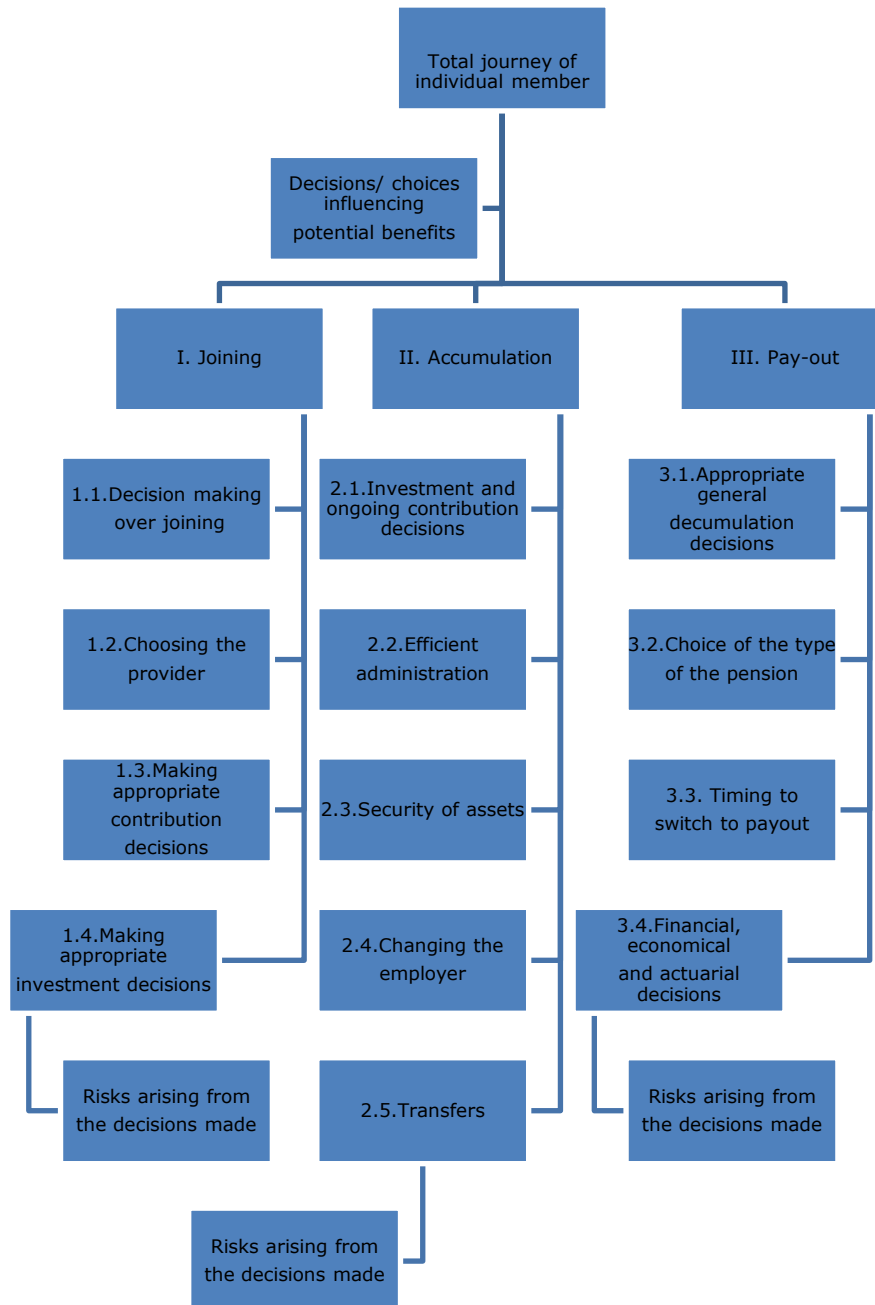 Total journey of
individual member
Decisions/ choices
influencing
potential benefits
I. Joining
II. Accumulation
III. Pay-out
1.1.Decision making
over joining
1.2.Choosing the
provider
1.3.Making
appropriate
contribution
decisions
1.4.Making
appropriate
investment decisions
Risks arising from
the decisions made
2.1.Investment and
ongoing contribution
decisions
2.2.Efficient
administration
2.3.Security of assets
2.4.Changing the
employer
2.5.Transfers
Risks arising from
the decisions made
3.1.Appropriate
general
decumulation
decisions
3.2.Choice of the type
of the pension
3.3. Timing to
switch to payout
3.4.Financial,
economical
and actuarial
decisions
Risks arising from
the decisions made